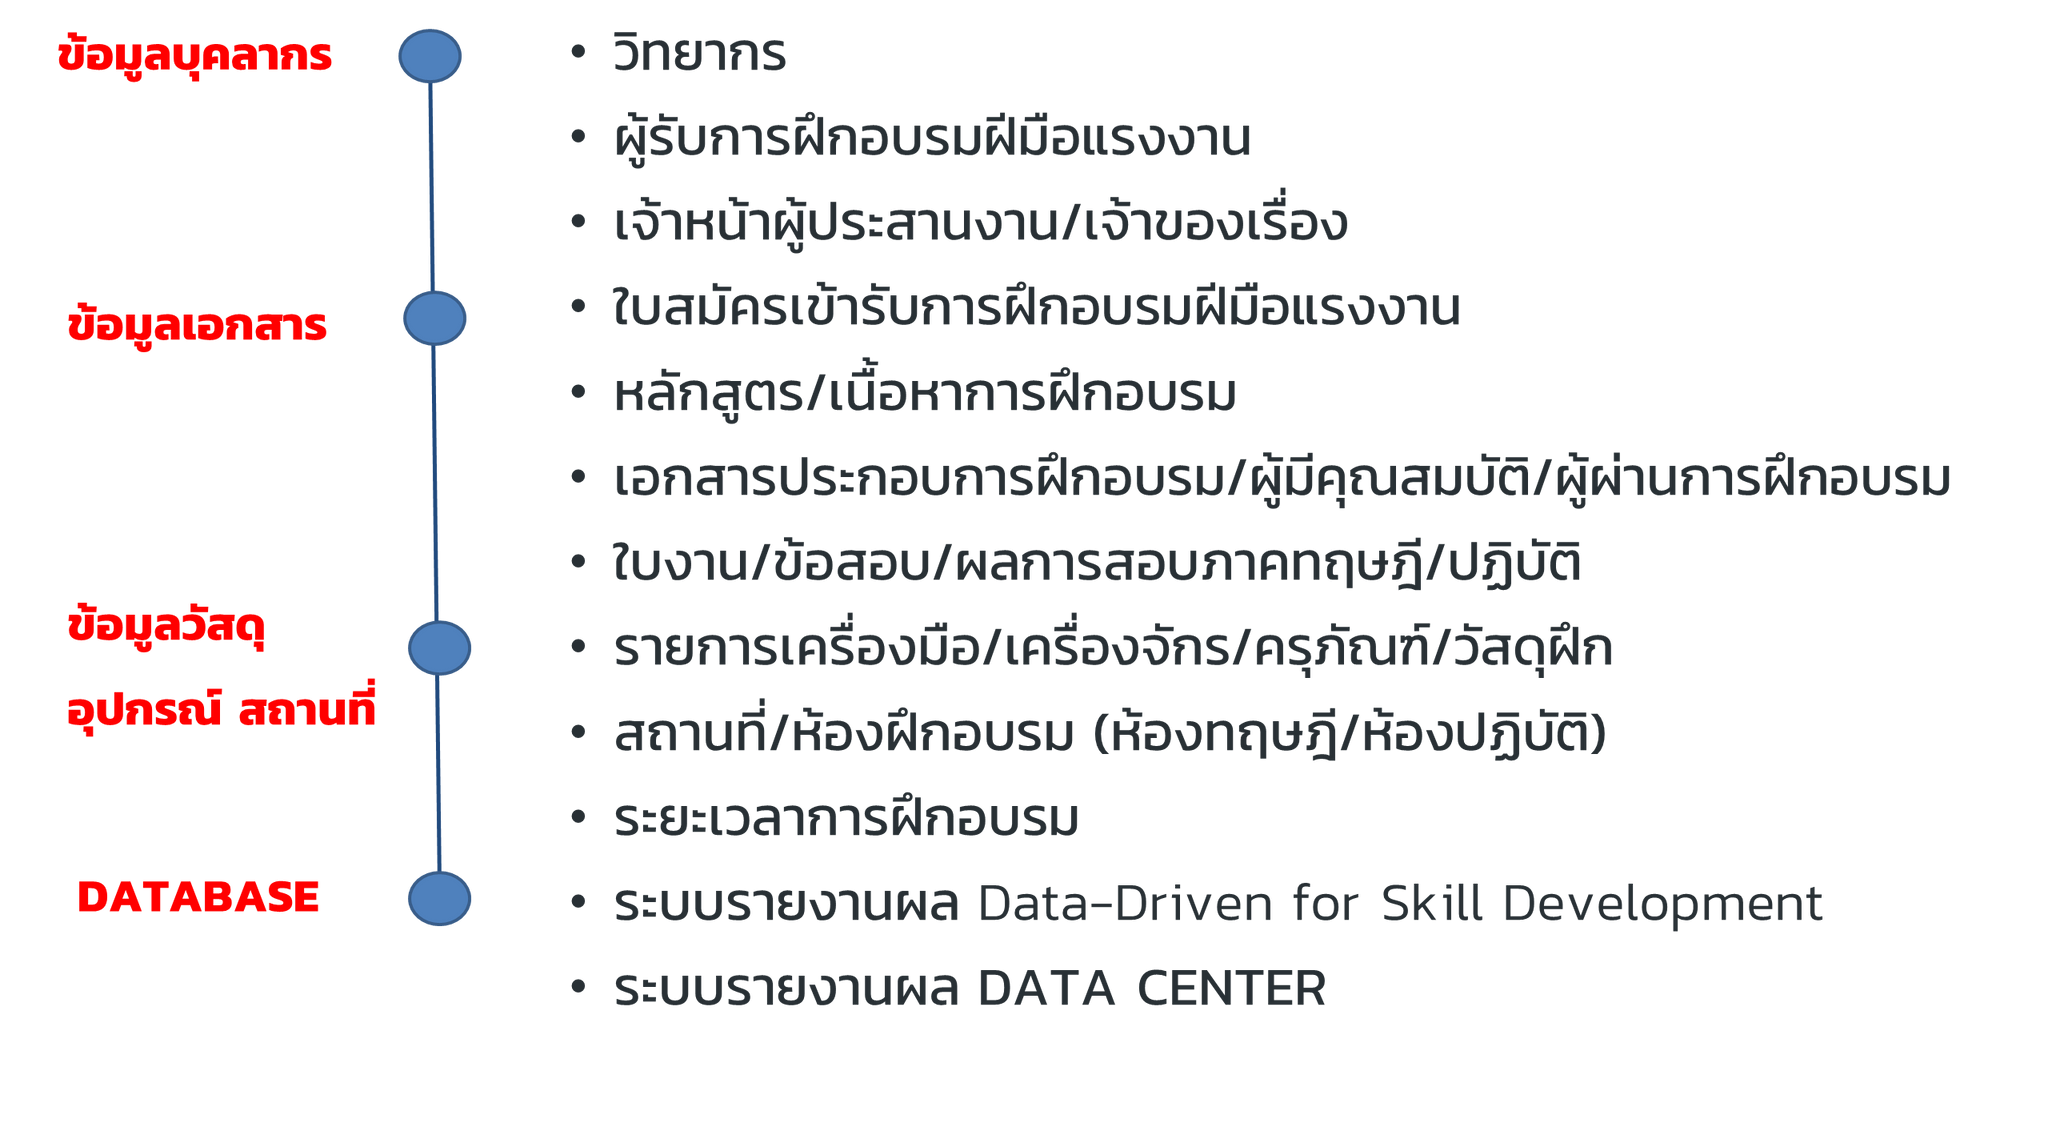 ข้อมูลบุคลากร
• วิทยากร
• ผู้รับการฝึกอบรมฝีมือแรงงาน
• เจ้าหน้าผู้ประสานงาน/เจ้าของเรื่อง
ข้อมูลเอกสาร
• ใบสมัครเข้ารับการฝึกอบรมฝีมือแรงงาน
• หลักสูตร/เนื้อหาการฝึกอบรม
• เอกสารประกอบการฝึกอบรม/ผู้มีคุณสมบัติ/ผู้ผ่านการฝึกอบรม
• ใบงาน/ข้อสอบ/ผลการสอบภาคทฤษฎี/ปฏิบัติ
ข้อมูลวัสดุ
อุปกรณ์ สถานที่
• รายการเครื่องมือ/เครื่องจักร/ครุภัณฑ์/วัสดุฝึก
• สถานที่/ห้องฝึกอบรม (ห้องทฤษฎี/ห้องปฏิบัติ)
• ระยะเวลาการฝึกอบรม
DATABASE
• ระบบรายงานผล Data-Driven for Skill Development
• ระบบรายงานผล DATA CENTER